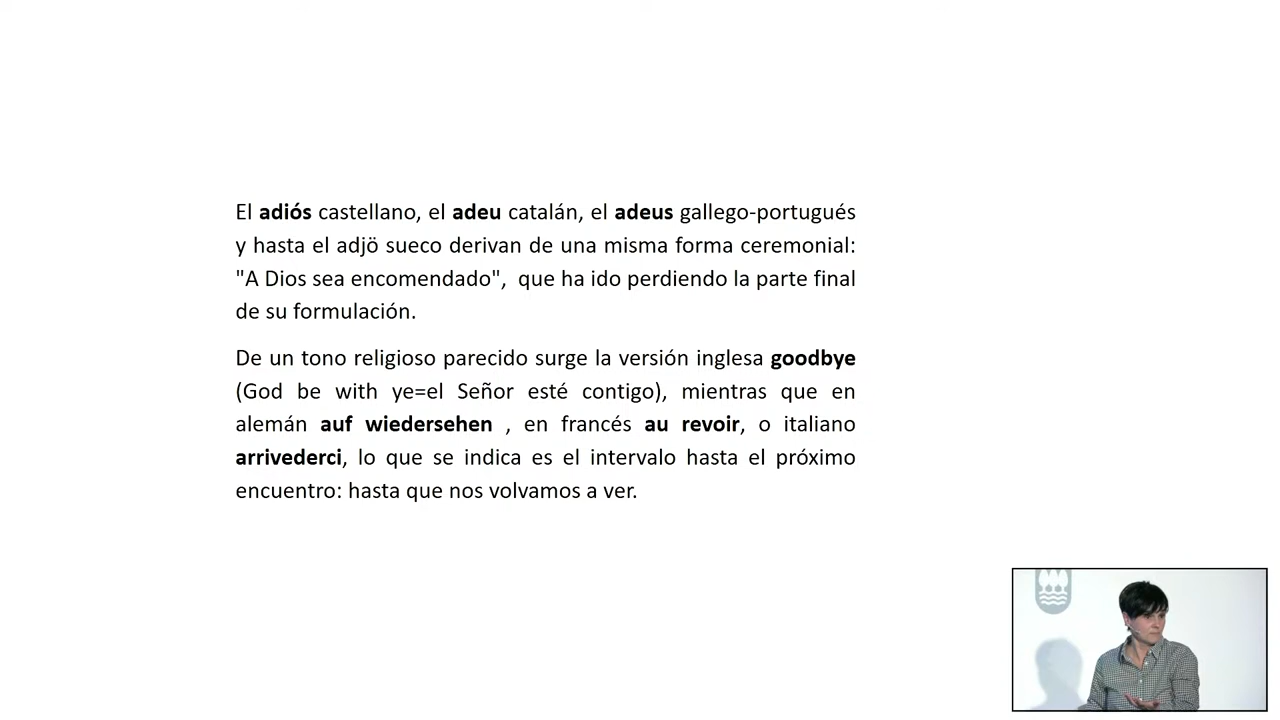 El adiós castellano, el adeu catalán, el adeus gallego-portugués
y hasta el adjö sueco derivan de una misma forma ceremonial:
"A Dios sea encomendado",  que ha ido perdiendo la parte final
de su formulación.
De un tono religioso parecido surge la versión inglesa goodbye
(God be with ye=el Señor esté contigo), mientras que en
alemán auf wiedersehen , en francés au revoir, o italiano
arrivederci, lo que se indica es el intervalo hasta el próximo
encuentro: hasta que nos volvamos a ver.